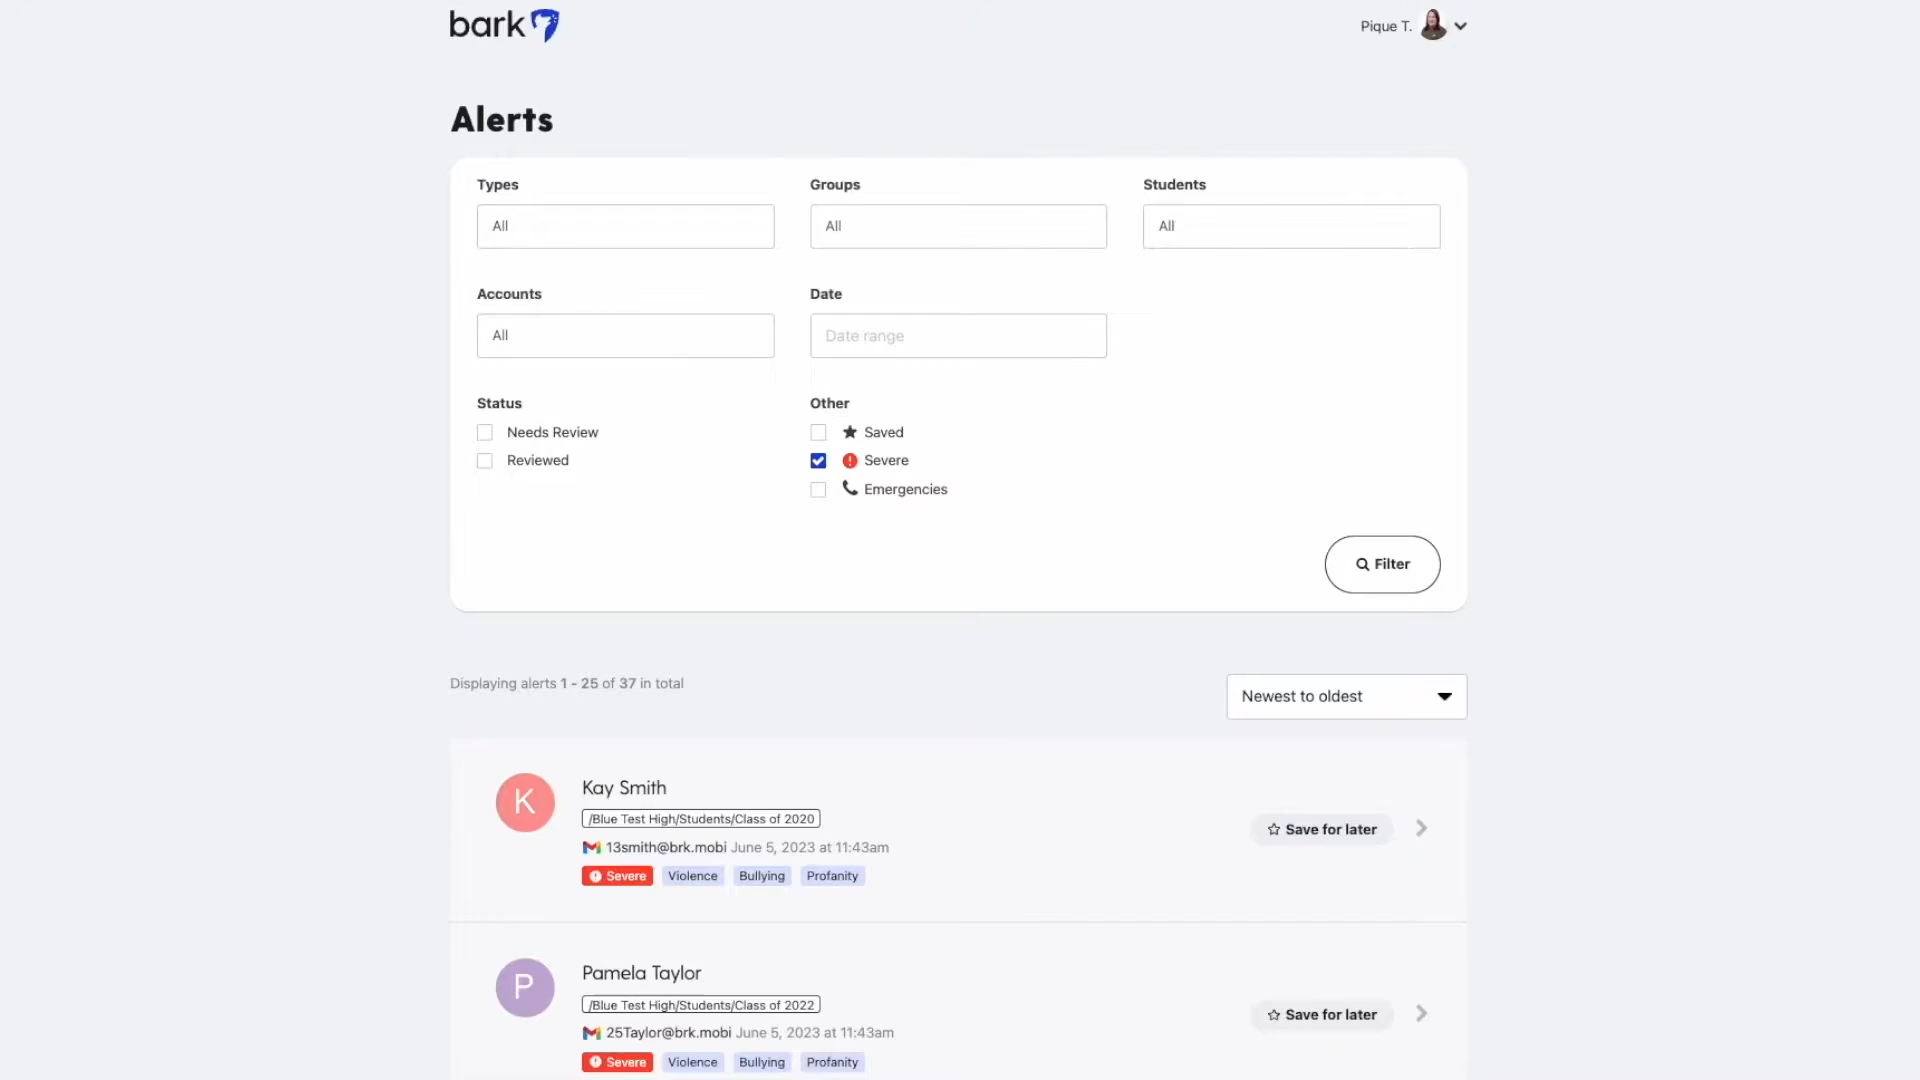 bark
Pique T.
Alerts
Types
Groups
Students
All
All
All
Accounts
Date
All
Date range
Status
Other
Needs Review
Saved
Reviewed
Severe
Emergencies
Filter
Displaying alerts 1 - 25 of 37 in total
Newest to oldest
K
Kay Smith
/Blue Test High/Students/Class of 2020
13smith@brk.mobi June 5, 2023 at 11:43am
Severe Violence Bullying Profanity
Save for later
P
Pamela Taylor
/Blue Test High/Students/Class of 2022
25Taylor@brk.mobi June 5, 2023 at 11:43am
Severe Violence Bullying Profanity
Save for later